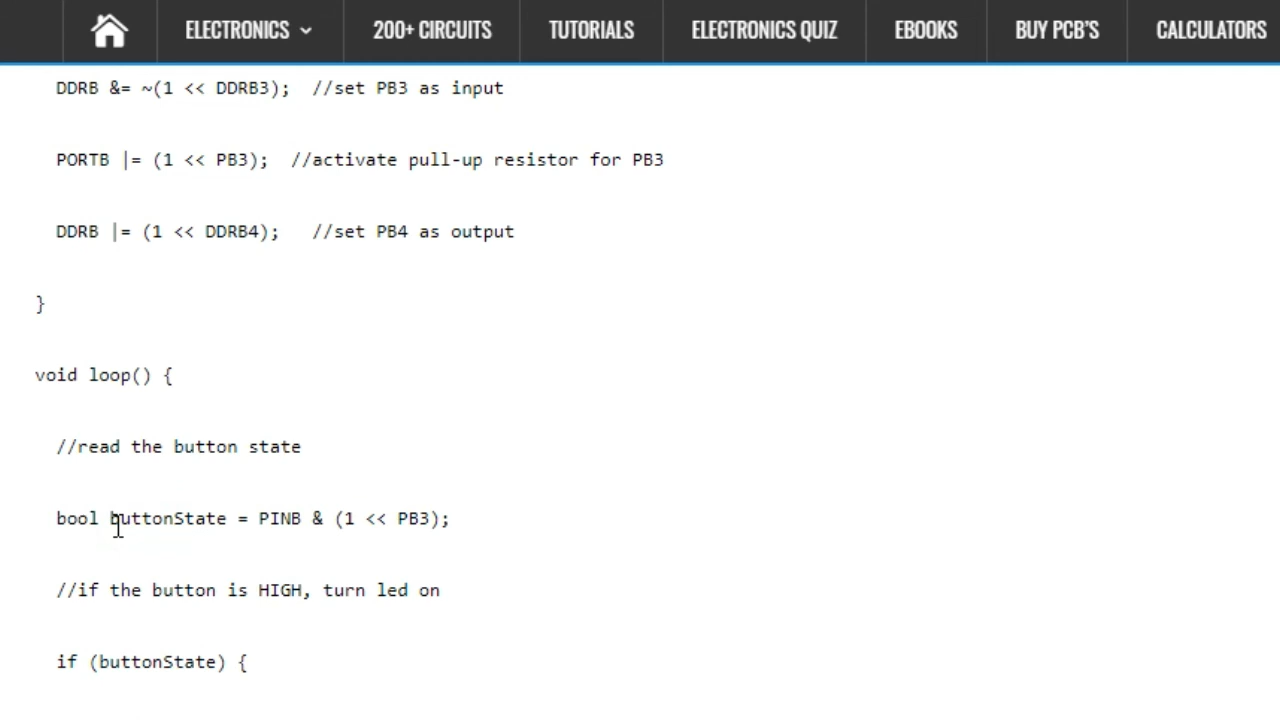 ELECTRONICS 200+ CIRCUITS TUTORIALS ELECTRONICS QUIZ EBOOKS BUY PCB'S CALCULATORS
DDRB &= ~(1 << DDRB3);  //set PB3 as input
PORTB |= (1 << PB3);  //activate pull-up resistor for PB3
DDRB |= (1 << DDRB4);   //set PB4 as output
}
void loop() {
//read the button state
bool buttonState = PINB & (1 << PB3);
//if the button is HIGH, turn led on
if (buttonState) {